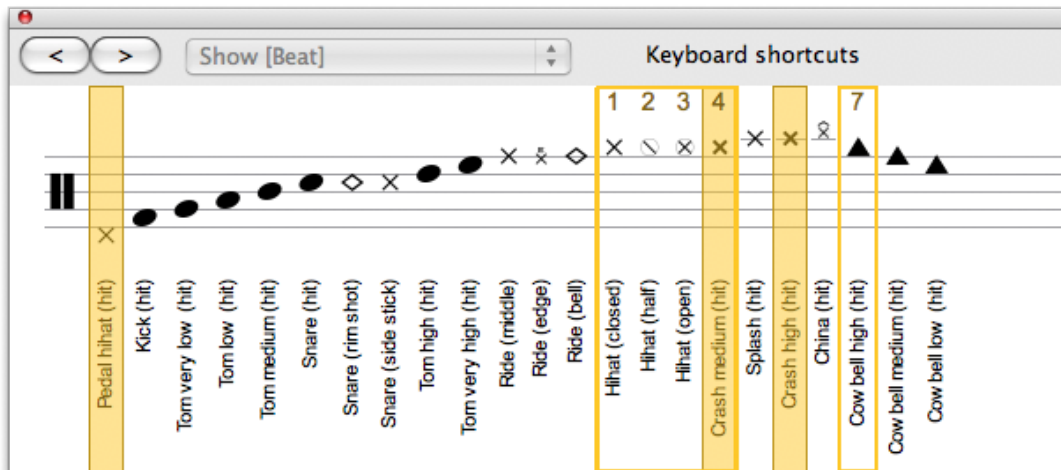 < > Show [Beat] Keyboard shortcuts
1 2 3 4 7
Pedal hihat (hit)
Kick (hit)
Tom very low (hit)
Tom low (hit)
Tom medium (hit)
Snare (hit)
Snare (rim shot)
Snare (side stick)
Tom high (hit)
Tom very high (hit)
Ride (middle)
Ride (edge)
Ride (bell)
Hihat (closed)
Hihat (half)
Hihat (open)
Crash medium (hit)
Splash (hit)
Crash high (hit)
China (hit)
Cow bell high (hit)
Cow bell medium (hit)
Cow bell low (hit)